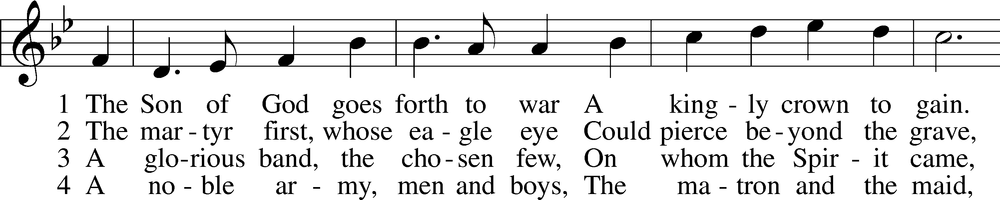 1 The Son of God goes forth to war A king - ly crown to gain.
2 The mar - tyr first, whose ea - gle eye Could pierce be - yond the grave,
3 A glo - rious band, the cho - sen few, On whom the Spir - it came,
4 A no - ble ar - my, men and boys, The ma - tron and the maid,